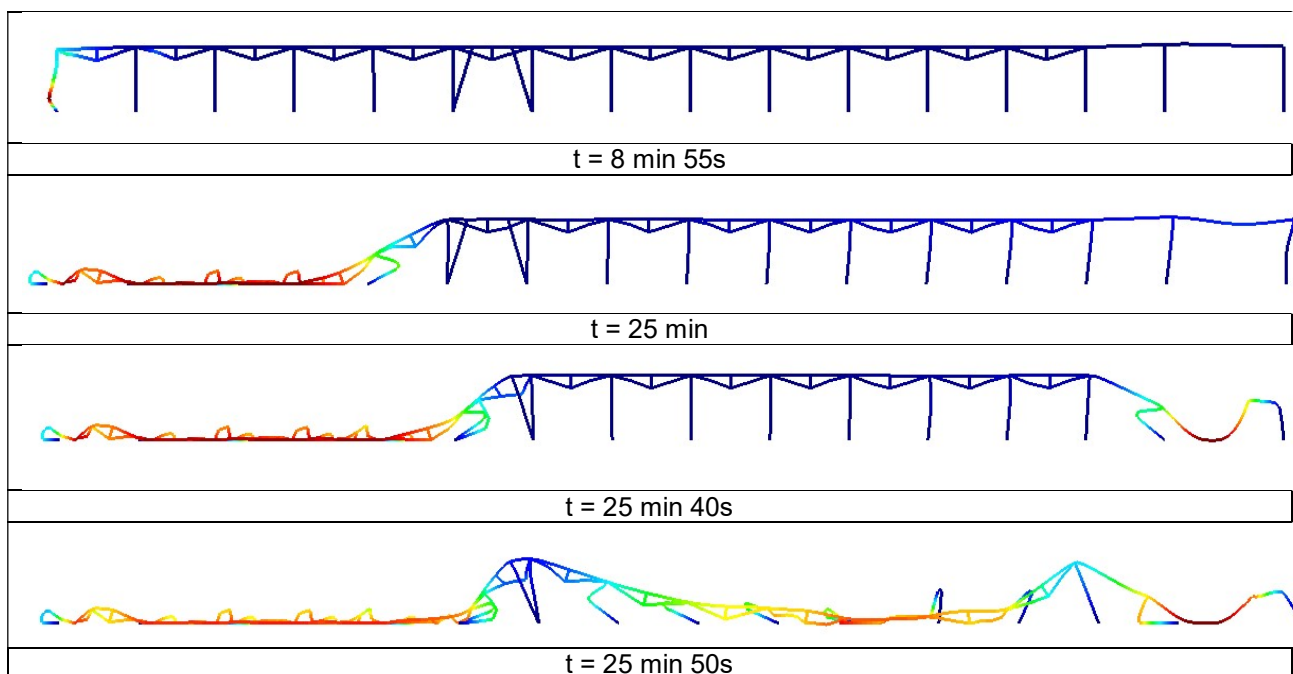 t = 8 min 55s
t = 25 min
t = 25 min 40s
t = 25 min 50s